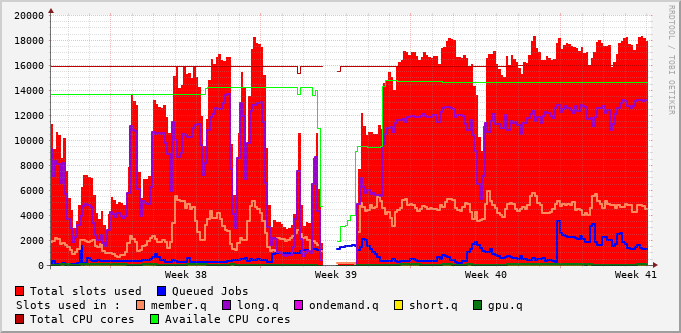 20000
18000
16000
14000
12000
10000
8000
6000
4000
2000
0
RRDTOOL / TOBI OETIKER
Week 38 Week 39 Week 40 Week 41
Total slots used Queued Jobs
Slots used in : member.q long.q ondemand.q short.q gpu.q
Total CPU cores Availale CPU cores